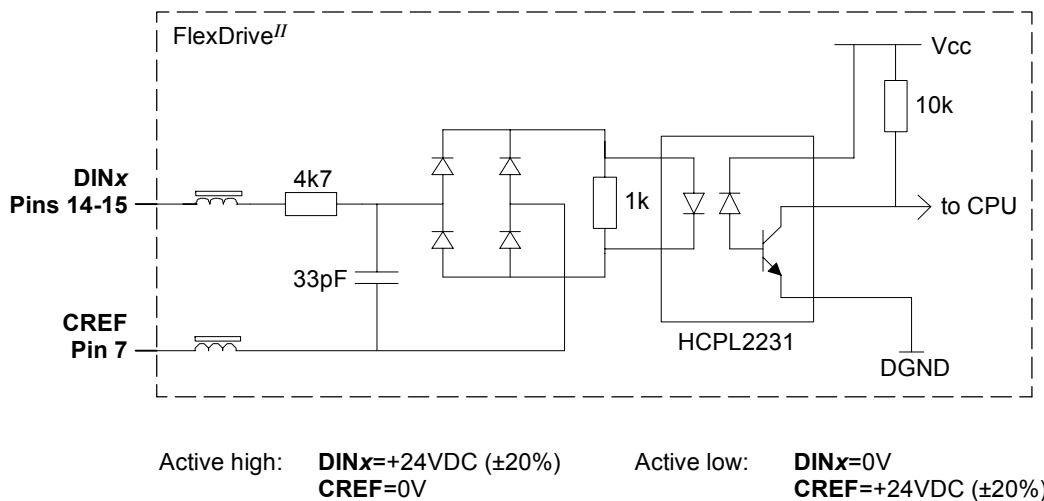 FlexDrive II
Vcc
10k
DINx
Pins 14-15
4k7
1k
to CPU
33pF
CREF
Pin 7
HCPL2231
DGND
Active high: DINx=+24VDC (±20%) Active low: DINx=0V
CREF=0V CREF=+24VDC (±20%)